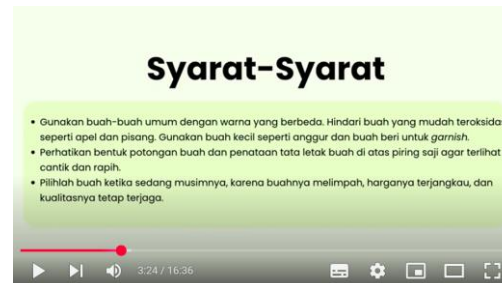 Syarat-Syarat
• Gunakan buah-buah umum dengan warna yang berbeda. Hindari buah yang mudah teroksidas
seperti apel dan pisang. Gunakan buah kecil seperti anggur dan buah beri untuk garnish.
• Perhatikan bentuk potongan buah dan penataan tata letak buah di atas piring saji agar terlihat
cantik dan rapih.
• Pilihlah buah ketika sedang musimnya, karena buahnya melimpah, harganya terjangkau, dan
kualitasnya tetap terjaga.
3:24 / 16:36